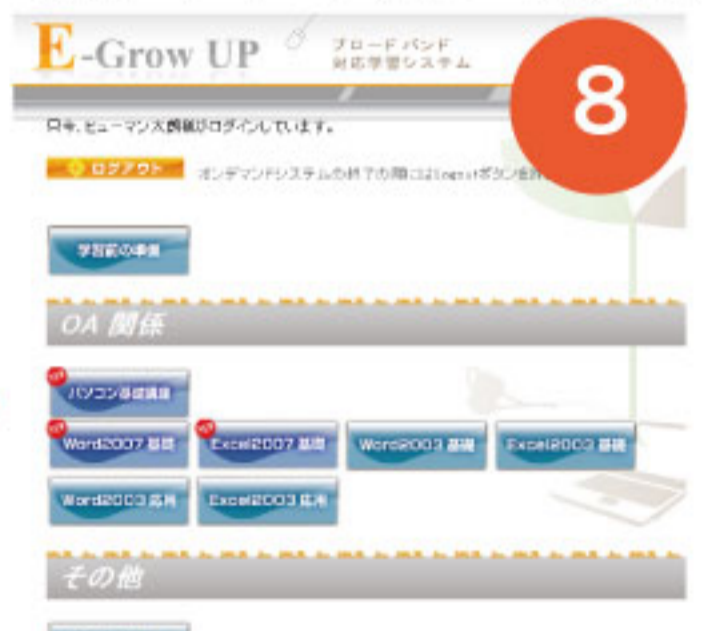 E-Grow UP
ブロードバンド
対応学習システム
8
只今、ヒューマン太郎様がログインしています。
ログアウト
オンデマンドシステムの終了の際にはLogoutボタンを
学習前の準備
OA 関係
パソコン基礎講座
Word2007 基礎
Excel2007 基礎
Word2003 基礎
Excel2003 基礎
Word2003 応用
Excel2003 応用
その他